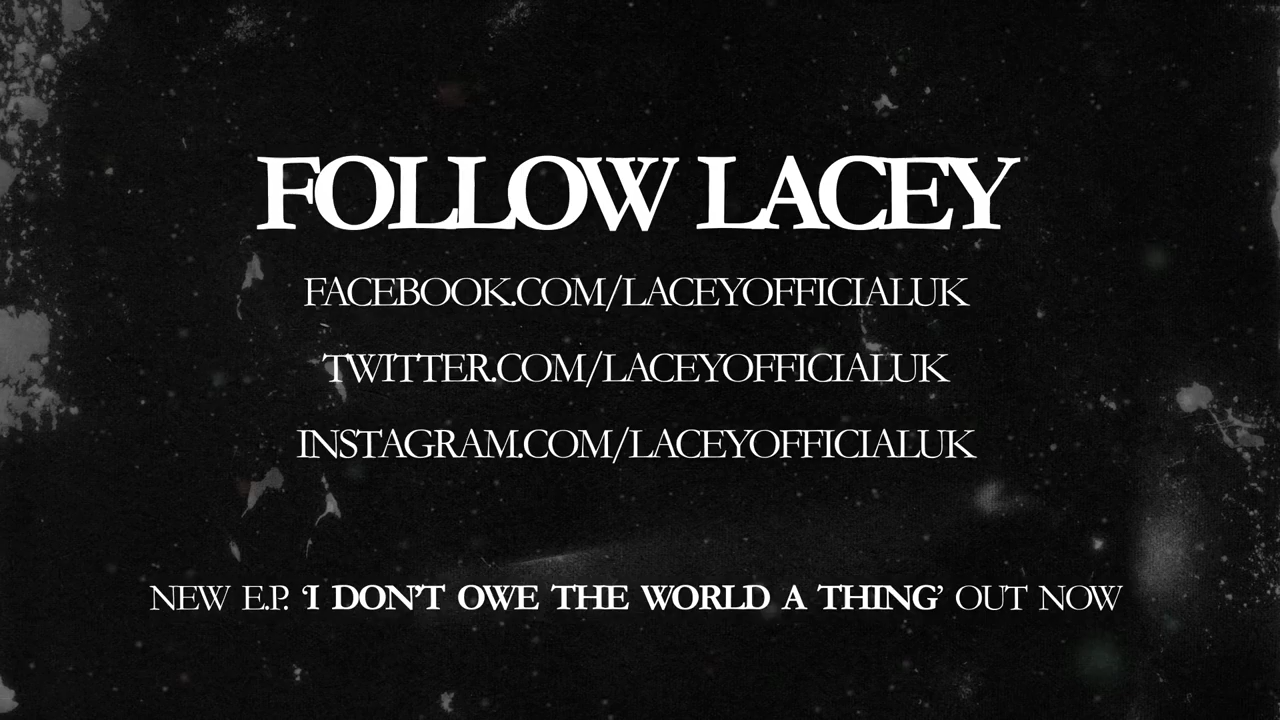 FOLLOW LACEY
FACEBOOK.COM/LACEYOFFICIALUK
TWITTER.COM/LACEYOFFICIALUK
INSTAGRAM.COM/LACEYOFFICIALUK
NEW E.P. ‘I DON’T OWE THE WORLD A THING’ OUT NOW